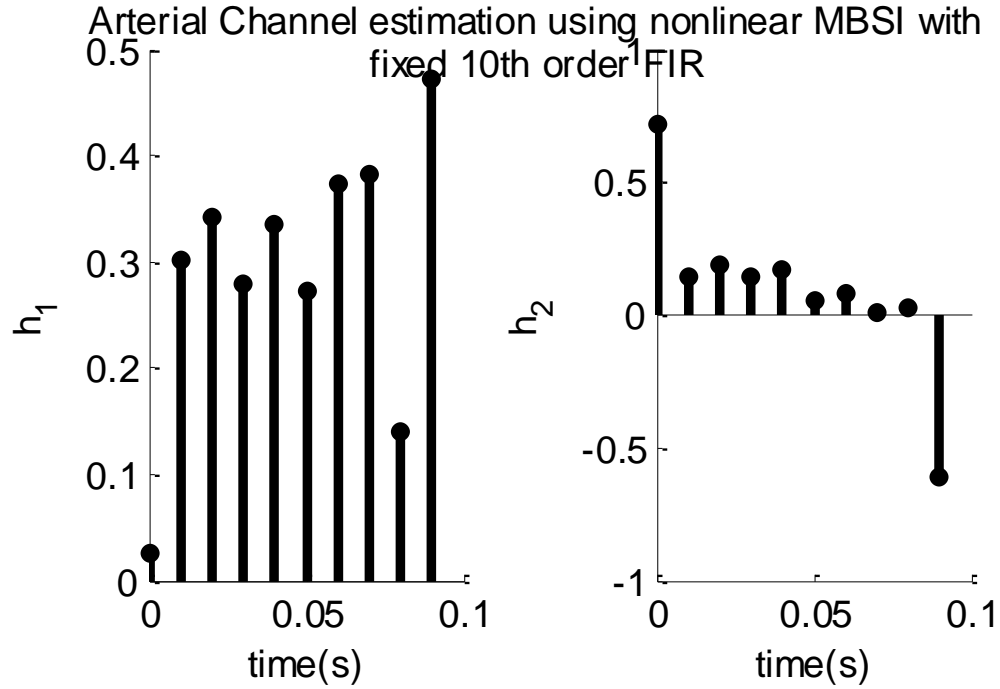 Arterial Channel estimation using nonlinear MBSI with
fixed 10th order FIR
0.5
0.4
0.3
0.2
0.1
0
h1
0
0.05
0.1
time(s)
1
0.5
0
-0.5
-1
h2
0
0.05
0.1
time(s)